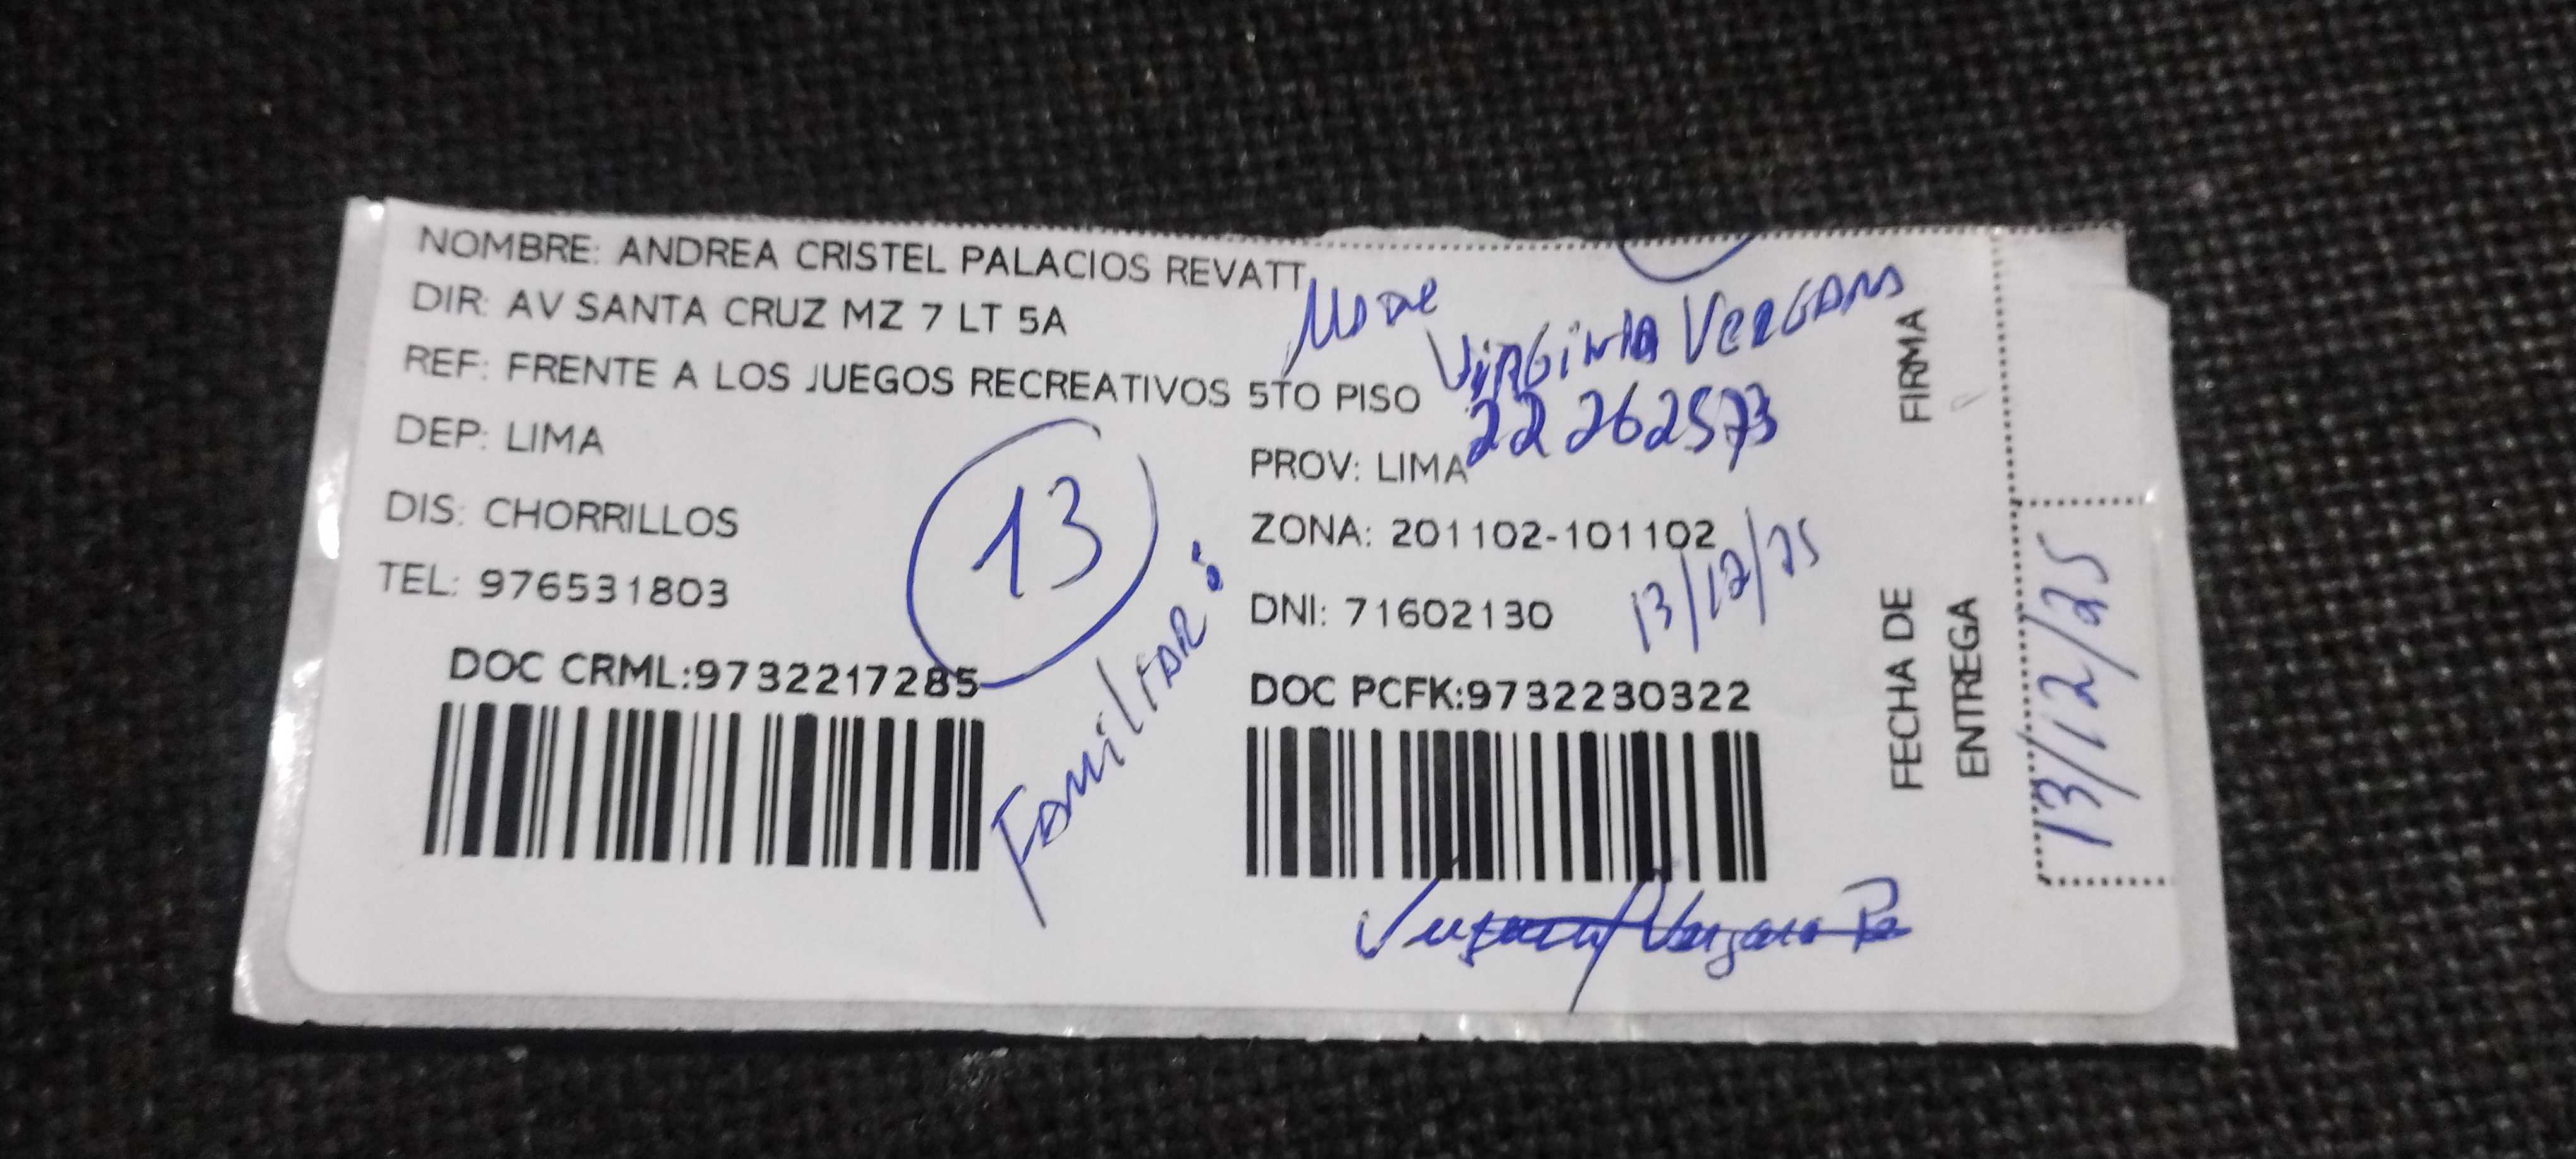 NOMBRE: ANDREA CRISTEL PALACIOS REVATT
DIR: AV SANTA CRUZ MZ 7 LT 5A
REF: FRENTE A LOS JUEGOS RECREATIVOS 5TO PISO
Virginia Vergara
22262573
DEP: LIMA
PROV: LIMA
DIS: CHORRILLOS
ZONA: 201102-101102
TEL: 976531803
DNI: 71602130
13/12/25
13
Familiar:
DOC CRML:9732217285
DOC PCFK:9732230322
FIRMA
FECHA DE
ENTREGA
13/12/25